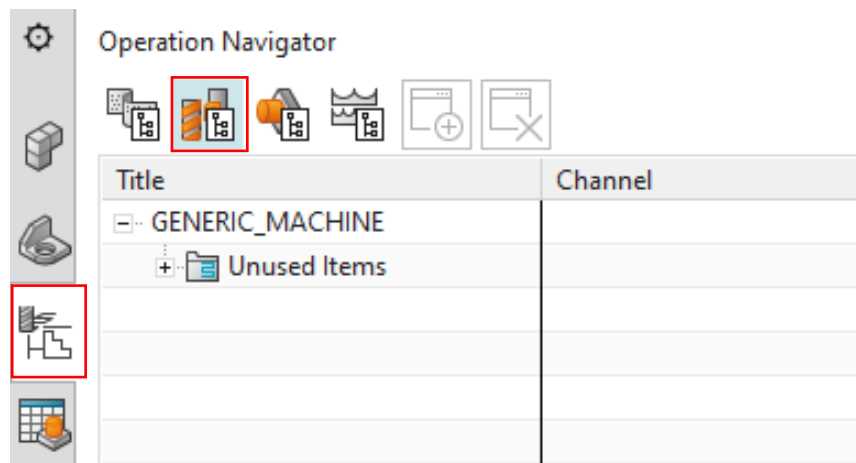 Operation Navigator
Title Channel
GENERIC_MACHINE
Unused Items